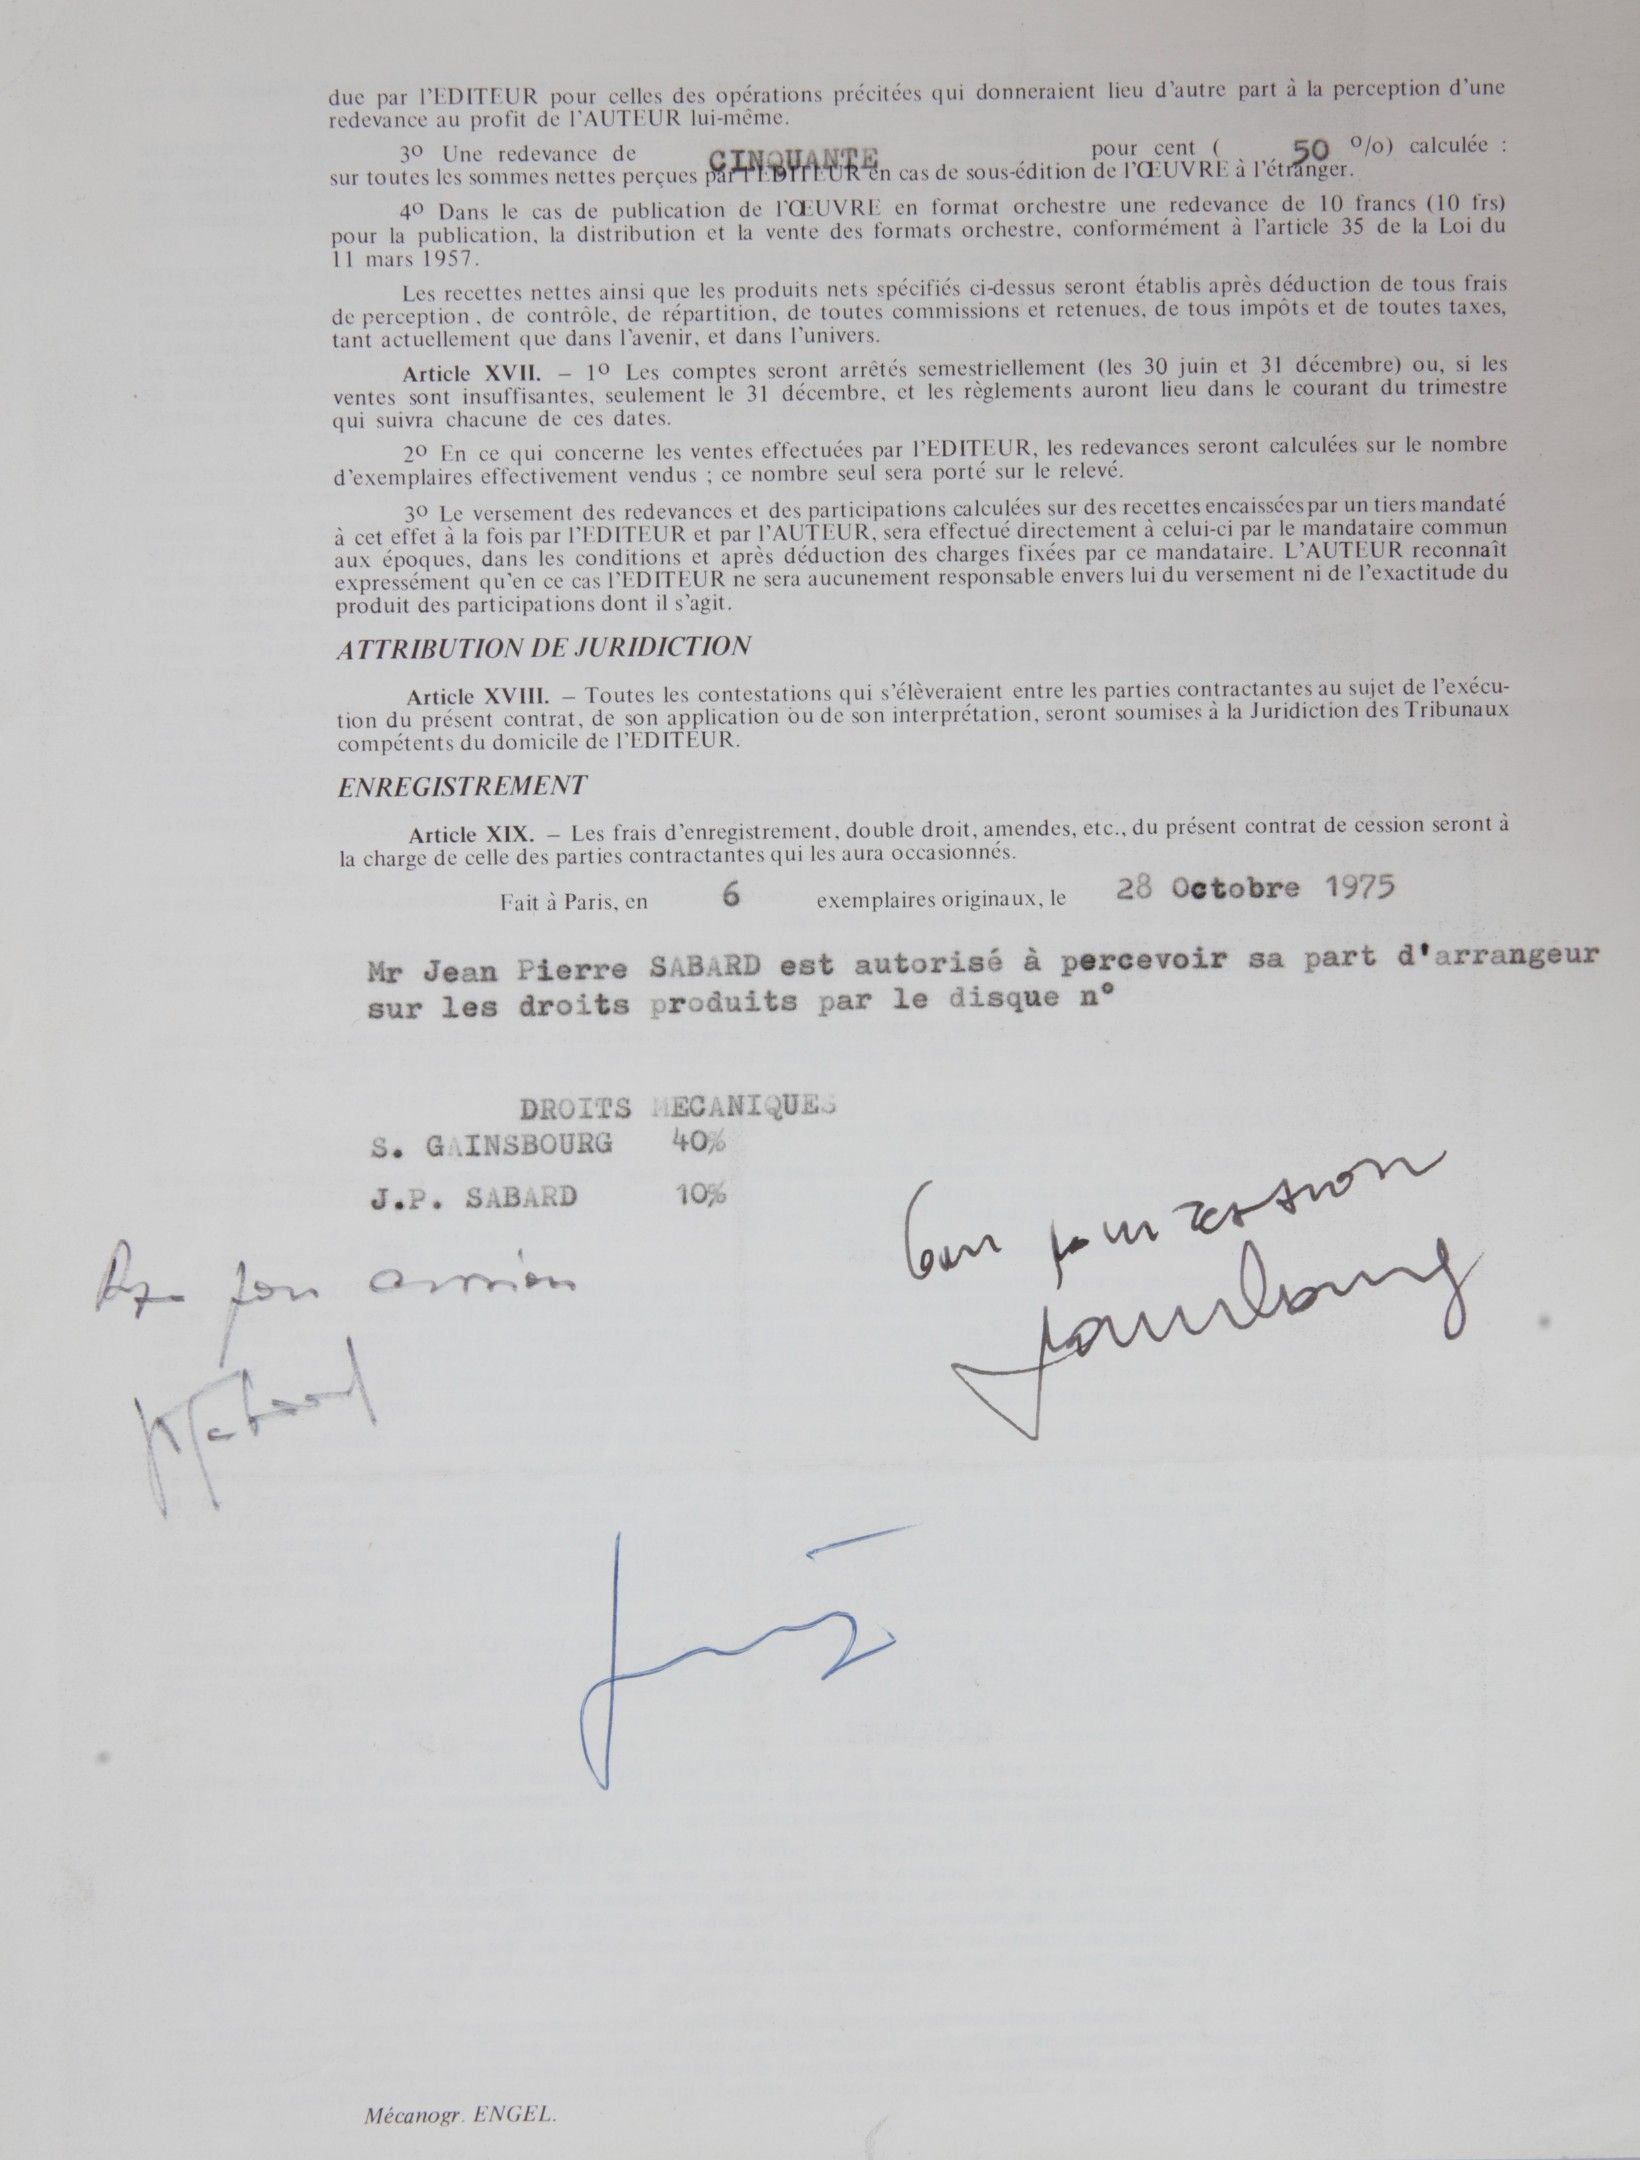 due par l'EDITEUR pour celles des opérations précitées qui donneraient lieu d'autre part à la perception d'une
redevance au profit de l'AUTEUR lui-même.
3º Une redevance de CINQUANTE pour cent ( 50 º/o) calculée :
sur toutes les sommes nettes perçues par l'EDITEUR en cas de sous-édition de l'ŒUVRE à l'étranger.
4º Dans le cas de publication de l'ŒUVRE en format orchestre une redevance de 10 francs (10 frs)
pour la publication, la distribution et la vente des formats orchestre, conformément à l'article 35 de la Loi du
11 mars 1957.
Les recettes nettes ainsi que les produits nets spécifiés ci-dessus seront établis après déduction de tous frais
de perception , de contrôle, de répartition, de toutes commissions et retenues, de tous impôts et de toutes taxes,
tant actuellement que dans l'avenir, et dans l'univers.
Article XVII. – 1º Les comptes seront arrêtés semestriellement (les 30 juin et 31 décembre) ou, si les
ventes sont insuffisantes, seulement le 31 décembre, et les règlements auront lieu dans le courant du trimestre
qui suivra chacune de ces dates.
2º En ce qui concerne les ventes effectuées par l'EDITEUR, les redevances seront calculées sur le nombre
d'exemplaires effectivement vendus ; ce nombre seul sera porté sur le relevé.
3º Le versement des redevances et des participations calculées sur des recettes encaissées par un tiers mandaté
à cet effet à la fois par l'EDITEUR et par l'AUTEUR, sera effectué directement à celui-ci par le mandataire commun
aux époques, dans les conditions et après déduction des charges fixées par ce mandataire. L'AUTEUR reconnaît
expressément qu'en ce cas l'EDITEUR ne sera aucunement responsable envers lui du versement ni de l'exactitude du
produit des participations dont il s'agit.
ATTRIBUTION DE JURIDICTION
Article XVIII. – Toutes les contestations qui s'élèveraient entre les parties contractantes au sujet de l'exécu-
tion du présent contrat, de son application ou de son interprétation, seront soumises à la Juridiction des Tribunaux
compétents du domicile de l'EDITEUR.
ENREGISTREMENT
Article XIX. – Les frais d'enregistrement, double droit, amendes, etc., du présent contrat de cession seront à
la charge de celle des parties contractantes qui les aura occasionnés.
Fait à Paris, en 6 exemplaires originaux, le 28 Octobre 1975
Mr Jean Pierre SABARD est autorisé à percevoir sa part d'arrangeur
sur les droits produits par le disque n°
DROITS MECANIQUES
S. GAINSBOURG 40%
J.P. SABARD 10%
Bon pour cession
Gainsbourg
pour cession
JP Sabard
Mécanogr. ENGEL.